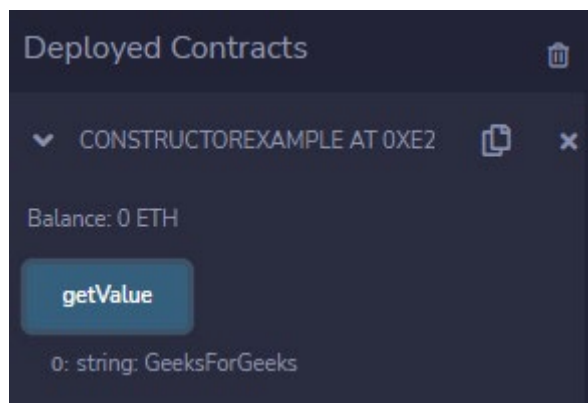 Deployed Contracts
CONSTRUCTOREXAMPLE AT 0XE2
Balance: 0 ETH
getValue
0: string: GeeksForGeeks